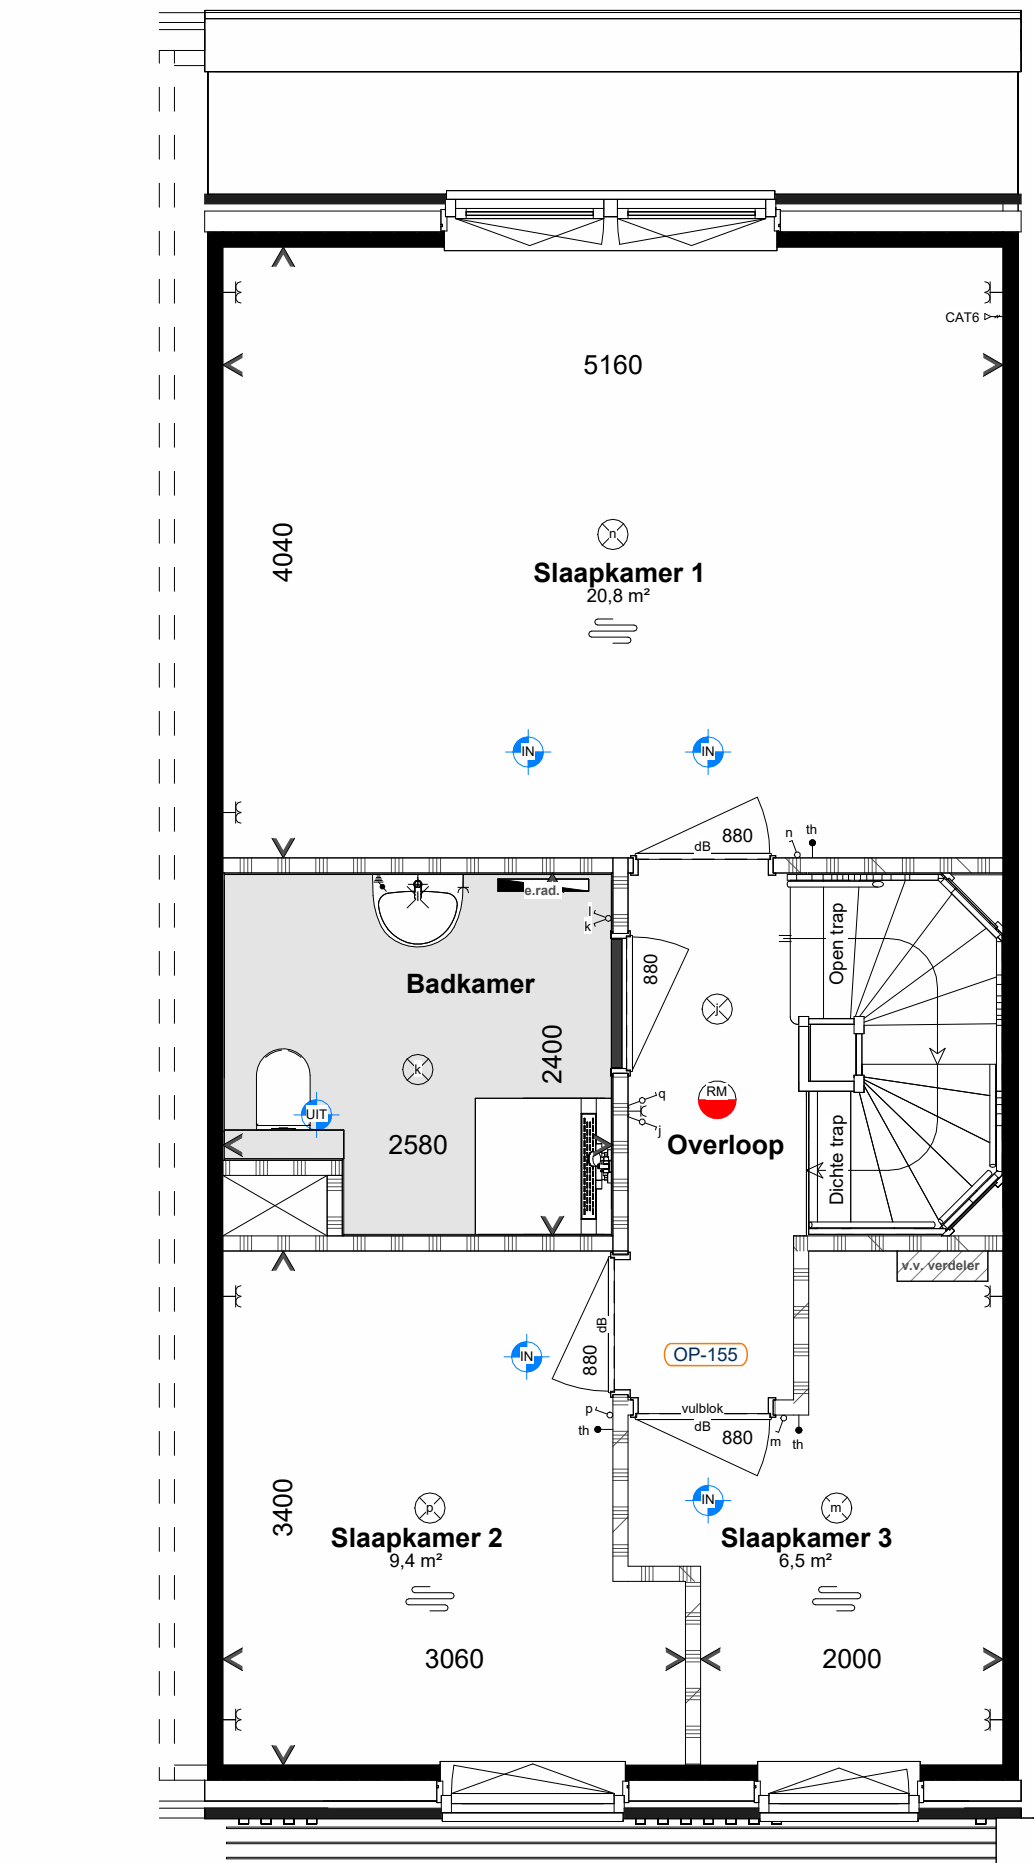 CAT6
5160
4040
n
Slaapkamer 1
20,8 m²
IN
IN
880
dB
n
th
e.rad.
l
k
Badkamer
880
Open trap
j
2400
k
UIT
q
RM
j
2580
Overloop
Dichte trap
v.v. verdeler
dB
880
IN
OP-155
p
th
vulblok
dB
880
m
th
3400
p
IN
m
Slaapkamer 2
9,4 m²
Slaapkamer 3
6,5 m²
3060
2000